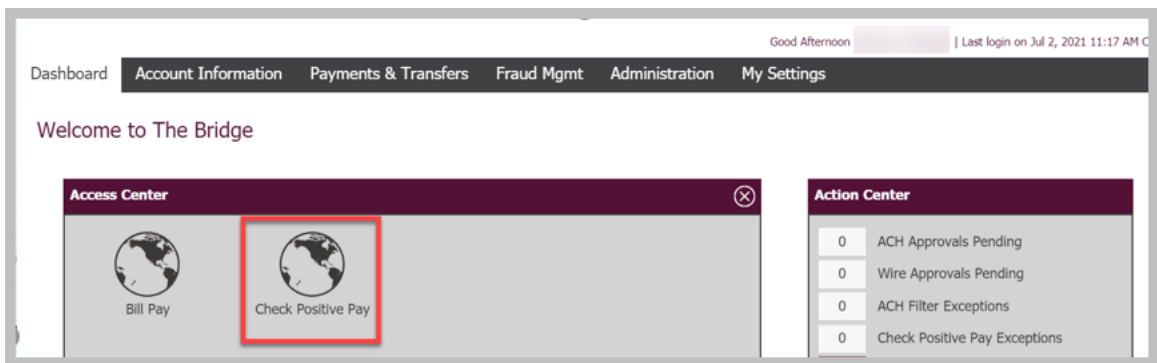 Good Afternoon | Last login on Jul 2, 2021 11:17 AM
Dashboard Account Information Payments & Transfers Fraud Mgmt Administration My Settings
Welcome to The Bridge
Access Center
Bill Pay
Check Positive Pay
Action Center
0 ACH Approvals Pending
0 Wire Approvals Pending
0 ACH Filter Exceptions
0 Check Positive Pay Exceptions